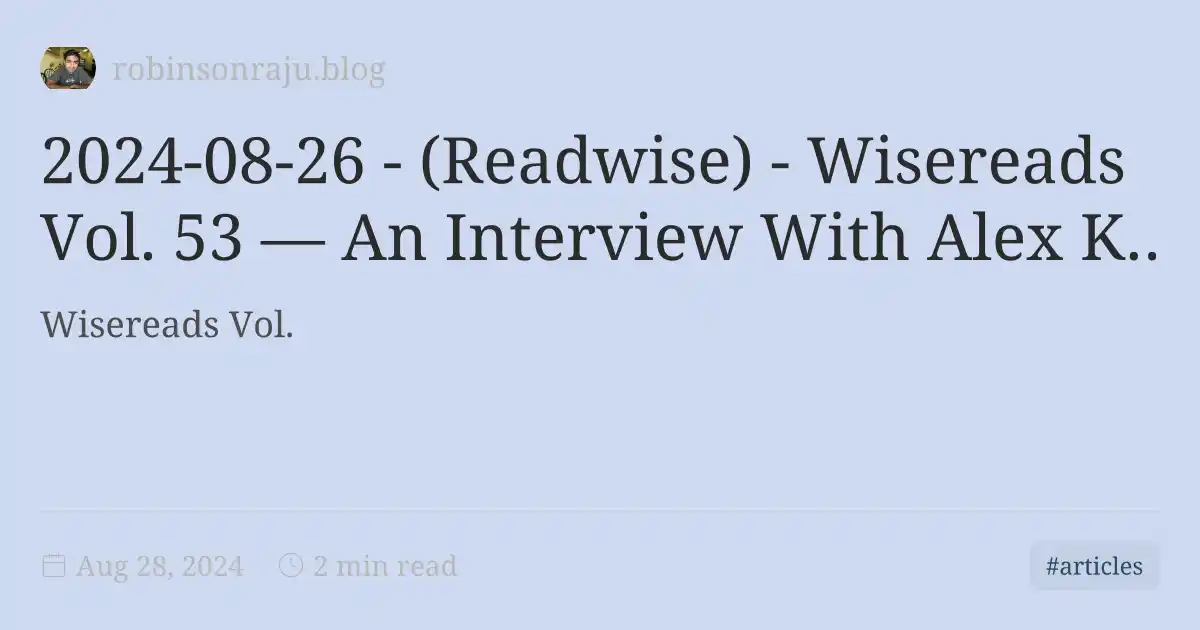 robinsonraju.blog
2024-08-26 - (Readwise) - Wisereads
Vol. 53 — An Interview With Alex K..
Wisereads Vol.
Aug 28, 2024 2 min read #articles